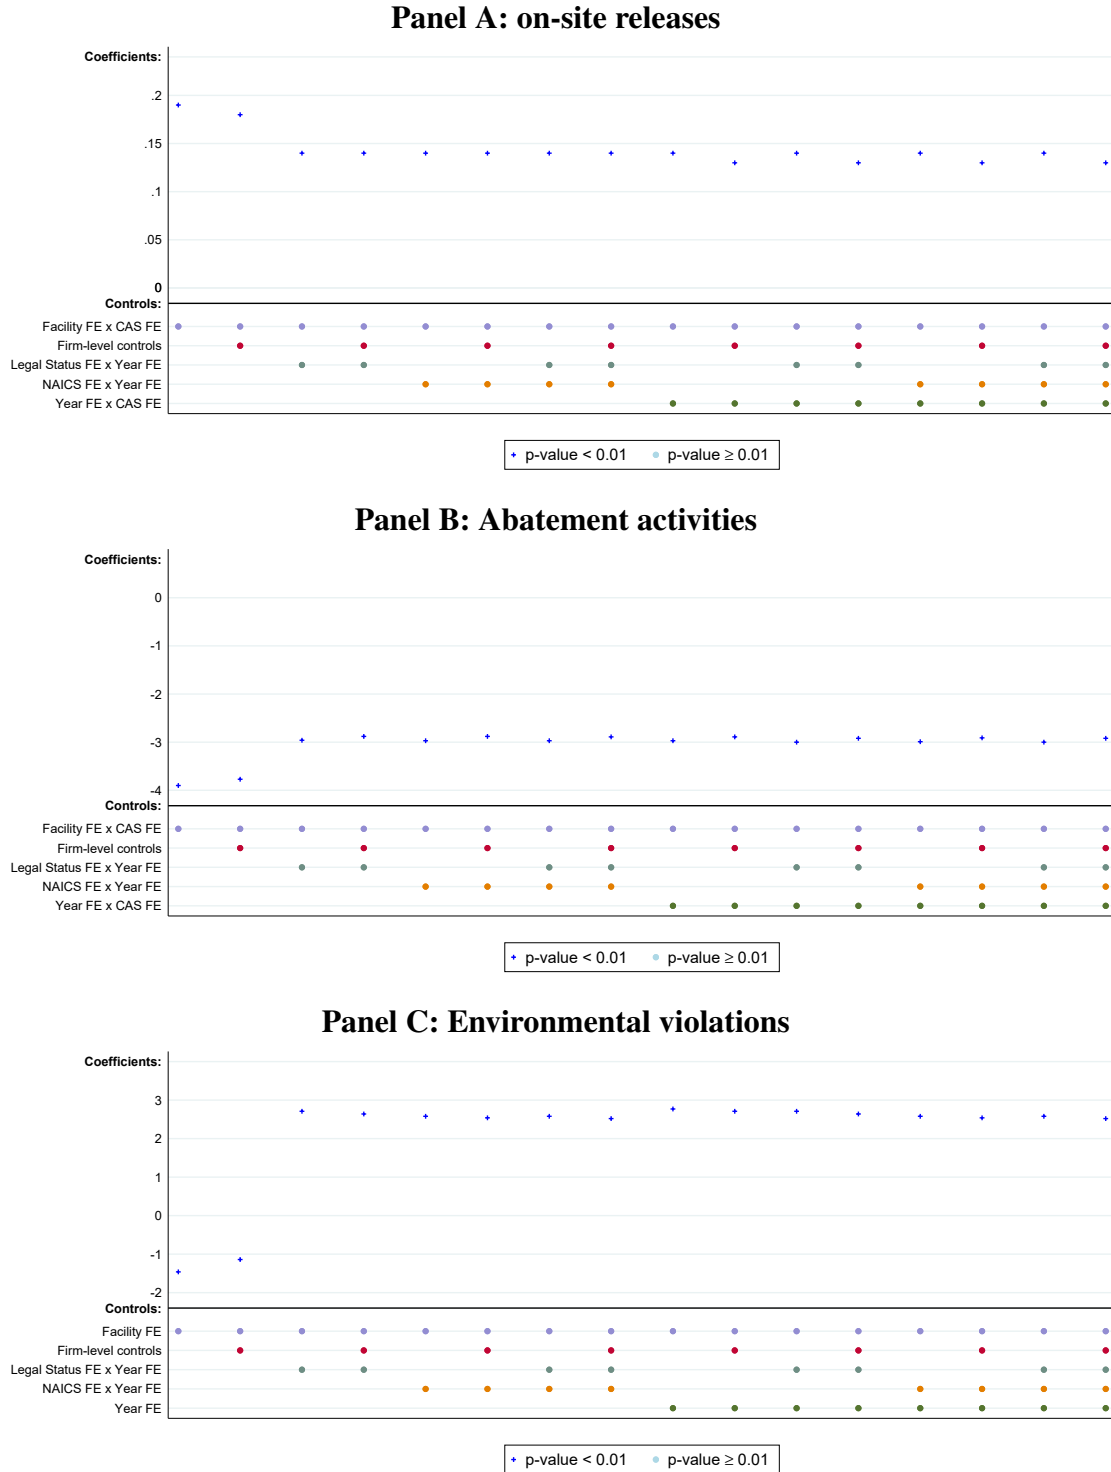 Panel A: on-site releases
Coefficients:
.2
.15
.1
.05
0
Controls:
Facility FE x CAS FE
Firm-level controls
Legal Status FE x Year FE
NAICS FE x Year FE
Year FE x CAS FE
p-value < 0.01 p-value ≥ 0.01
Panel B: Abatement activities
Coefficients:
0
-1
-2
-3
-4
Controls:
Facility FE x CAS FE
Firm-level controls
Legal Status FE x Year FE
NAICS FE x Year FE
Year FE x CAS FE
p-value < 0.01 p-value ≥ 0.01
Panel C: Environmental violations
Coefficients:
3
2
1
0
-1
-2
Controls:
Facility FE
Firm-level controls
Legal Status FE x Year FE
NAICS FE x Year FE
Year FE
p-value < 0.01 p-value ≥ 0.01